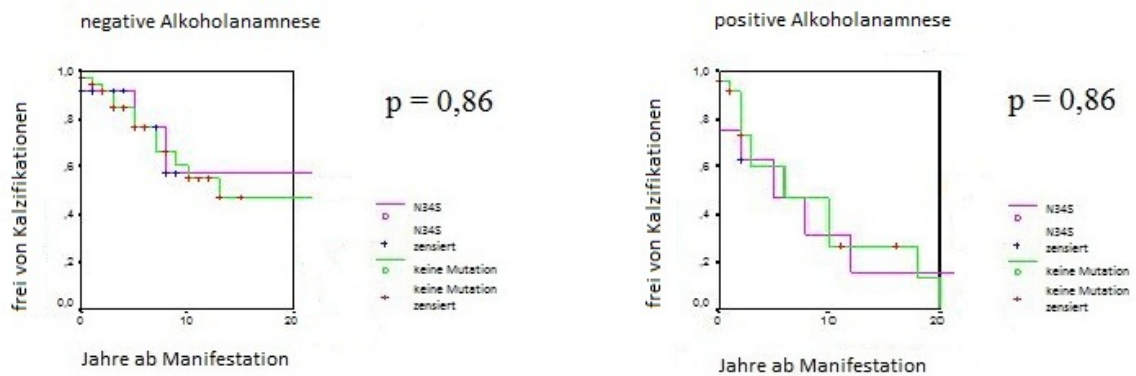 negative Alkoholanamnese
frei von Kalzifikationen
1,0
,8
,6
,4
,2
0,0
0
10
20
Jahre ab Manifestation
p = 0,86
N34S
N34S
zensiert
keine Mutation
keine Mutation
zensiert
positive Alkoholanamnese
frei von Kalzifikationen
1,0
,8
,6
,4
,2
0,0
0
10
20
Jahre ab Manifestation
p = 0,86
N34S
N34S
zensiert
keine Mutation
keine Mutation
zensiert